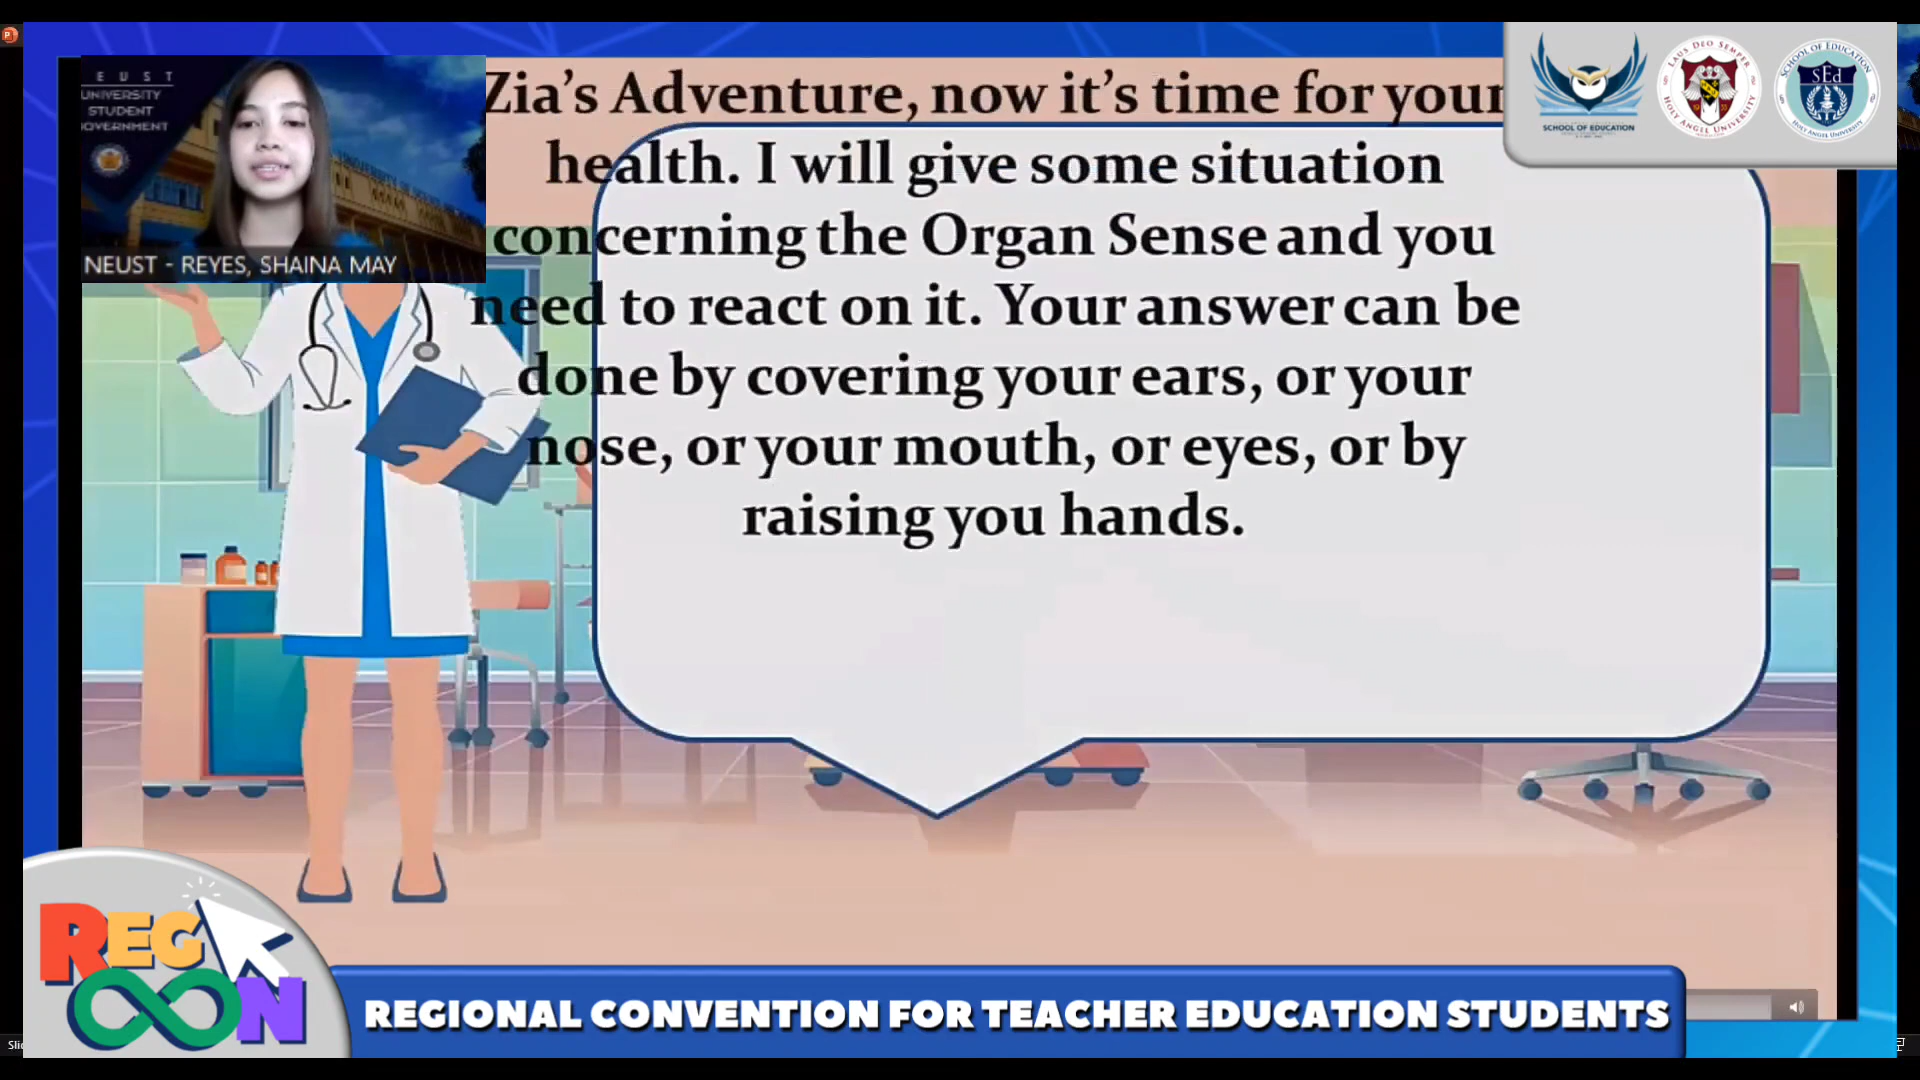 E U S T
UNIVERSITY
STUDENT
OVERNMENT
NEUST - REYES, SHAINA MAY
Zia's Adventure, now it's time for your
health. I will give some situation
concerning the Organ Sense and you
need to react on it. Your answer can be
done by covering your ears, or your
nose, or your mouth, or eyes, or by
raising you hands.
SCHOOL OF EDUCATION
LAUS DEO SEMPER
HOLY ANGEL UNIVERSITY
SCHOOL OF EDUCATION
sEd
HOLY ANGEL UNIVERSITY
REG
CON
REGIONAL CONVENTION FOR TEACHER EDUCATION STUDENTS
Slid